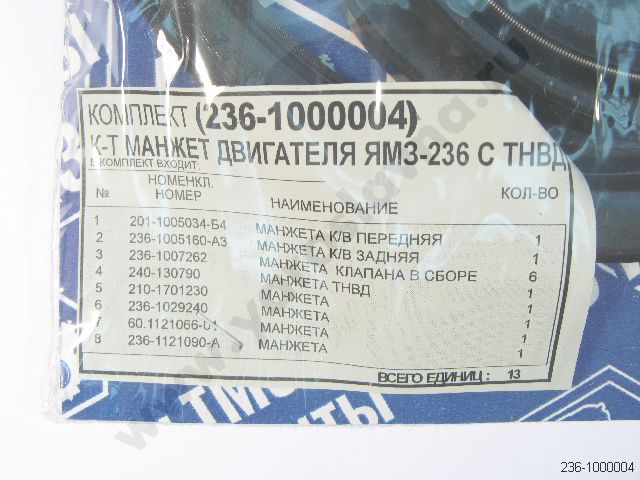 КОМПЛЕКТ (236-1000004)
К-Т МАНЖЕТ ДВИГАТЕЛЯ ЯМЗ-236 С ТНВД
В КОМПЛЕКТ ВХОДИТ:
№ НОМЕНКЛ. НОМЕР НАИМЕНОВАНИЕ КОЛ-ВО
1 201-1005034-Б4 МАНЖЕТА К/В ПЕРЕДНЯЯ 1
2 236-1005160-А3 МАНЖЕТА К/В ЗАДНЯЯ 1
3 236-1007262 МАНЖЕТА КЛАПАНА В СБОРЕ 6
4 240-130790 МАНЖЕТА ТНВД 1
5 210-1701230 МАНЖЕТА 1
6 236-1029240 МАНЖЕТА 1
7 60.1121066-01 МАНЖЕТА 1
8 236-1121090-А МАНЖЕТА 1
ВСЕГО ЕДИНИЦ : 13
236-1000004